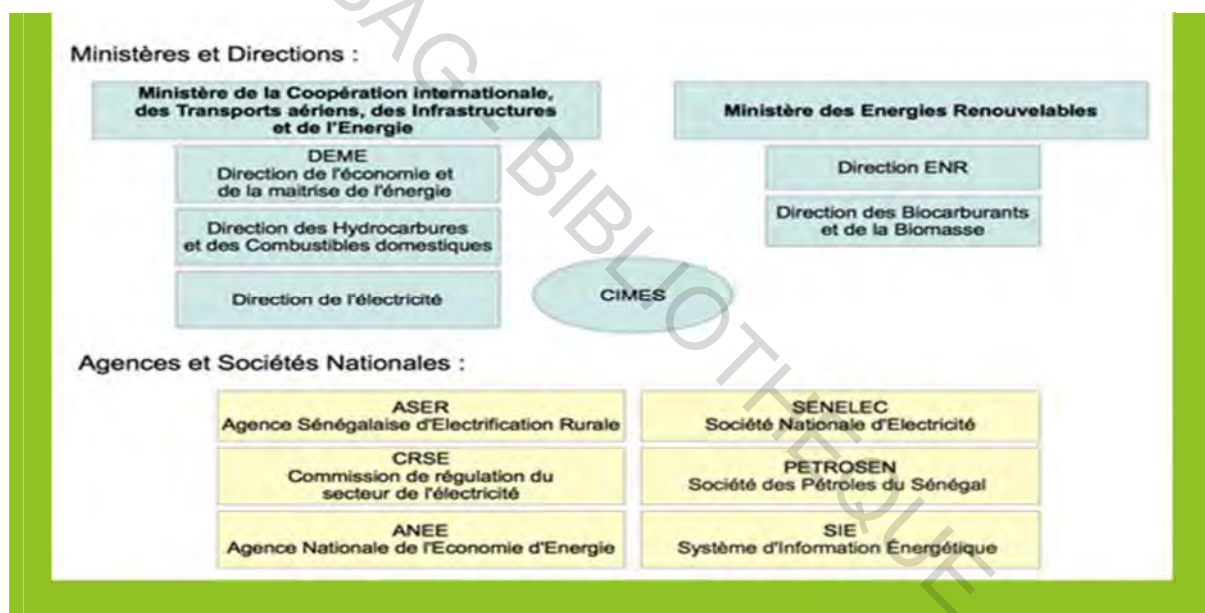 Ministères et Directions :
Ministère de la Coopération internationale,
des Transports aériens, des Infrastructures
et de l'Energie
Ministère des Energies Renouvelables
DEME
Direction de l'économie et
de la maitrise de l'énergie
Direction ENR
Direction des Hydrocarbures
et des Combustibles domestiques
Direction des Biocarburants
et de la Biomasse
Direction de l'électricité
CIMES
Agences et Sociétés Nationales :
ASER
Agence Sénégalaise d'Electrification Rurale
SENELEC
Société Nationale d'Electricité
CRSE
Commission de régulation du
secteur de l'électricité
PETROSEN
Société des Pétroles du Sénégal
ANEE
Agence Nationale de l'Economie d'Energie
SIE
Système d'Information Énergétique
SAG - BIBLIOTHEQUE